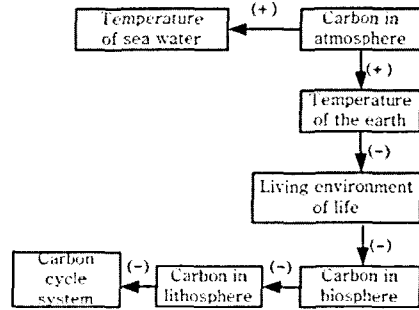 Temperature
of sea water
(+)
Carbon in
atmosphere
(+)
Temperature
of the earth
(-)
Living environment
of life
(-)
Carbon
cycle
system
(-)
Carbon in
lithosphere
(-)
Carbon in
biosphere